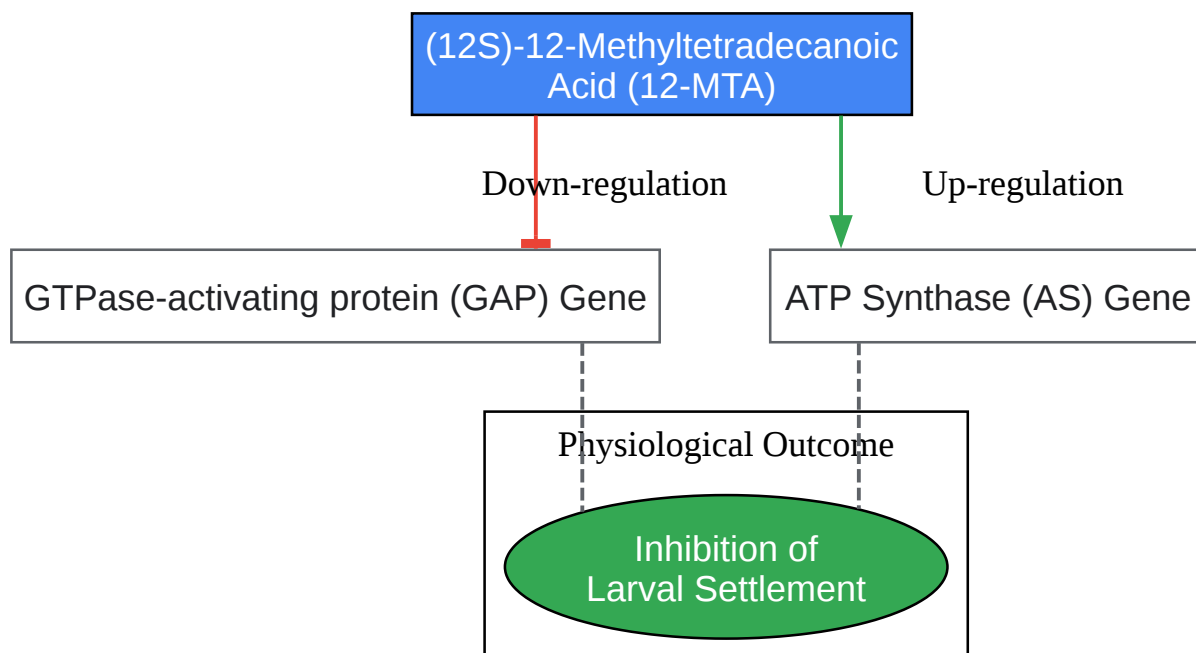 (12S)-12-Methyltetradecanoic
Acid (12-MTA)
Down-regulation
Up-regulation
GTPase-activating protein (GAP) Gene
ATP Synthase (AS) Gene
Physiological Outcome
Inhibition of
Larval Settlement